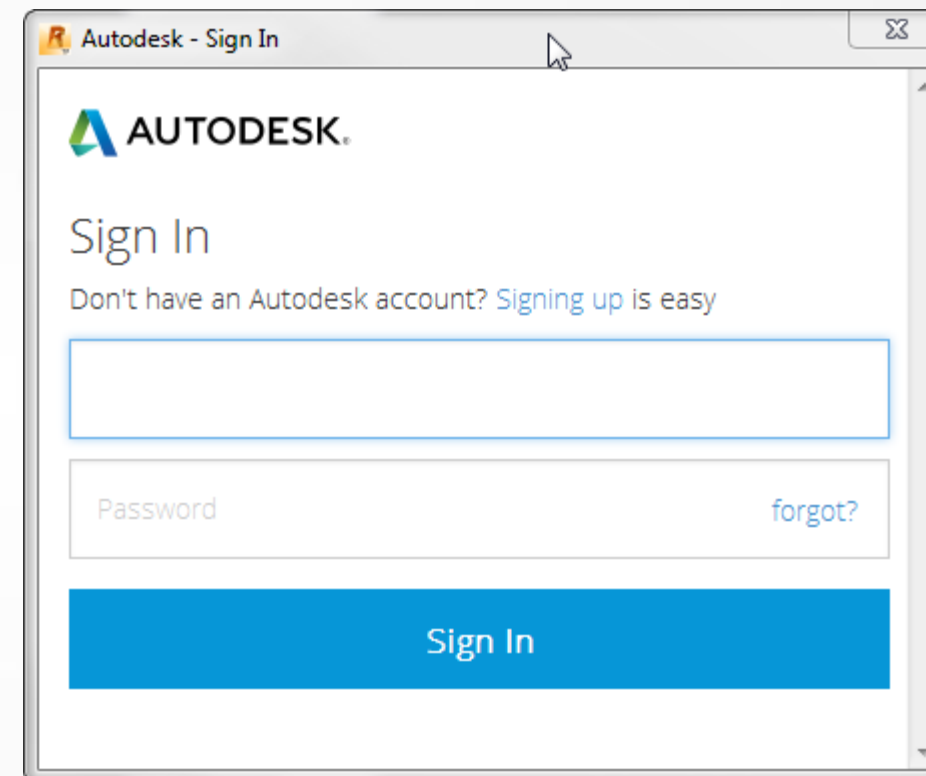 Autodesk - Sign In
AUTODESK.
Sign In
Don't have an Autodesk account? Signing up is easy
Password forgot?
Sign In